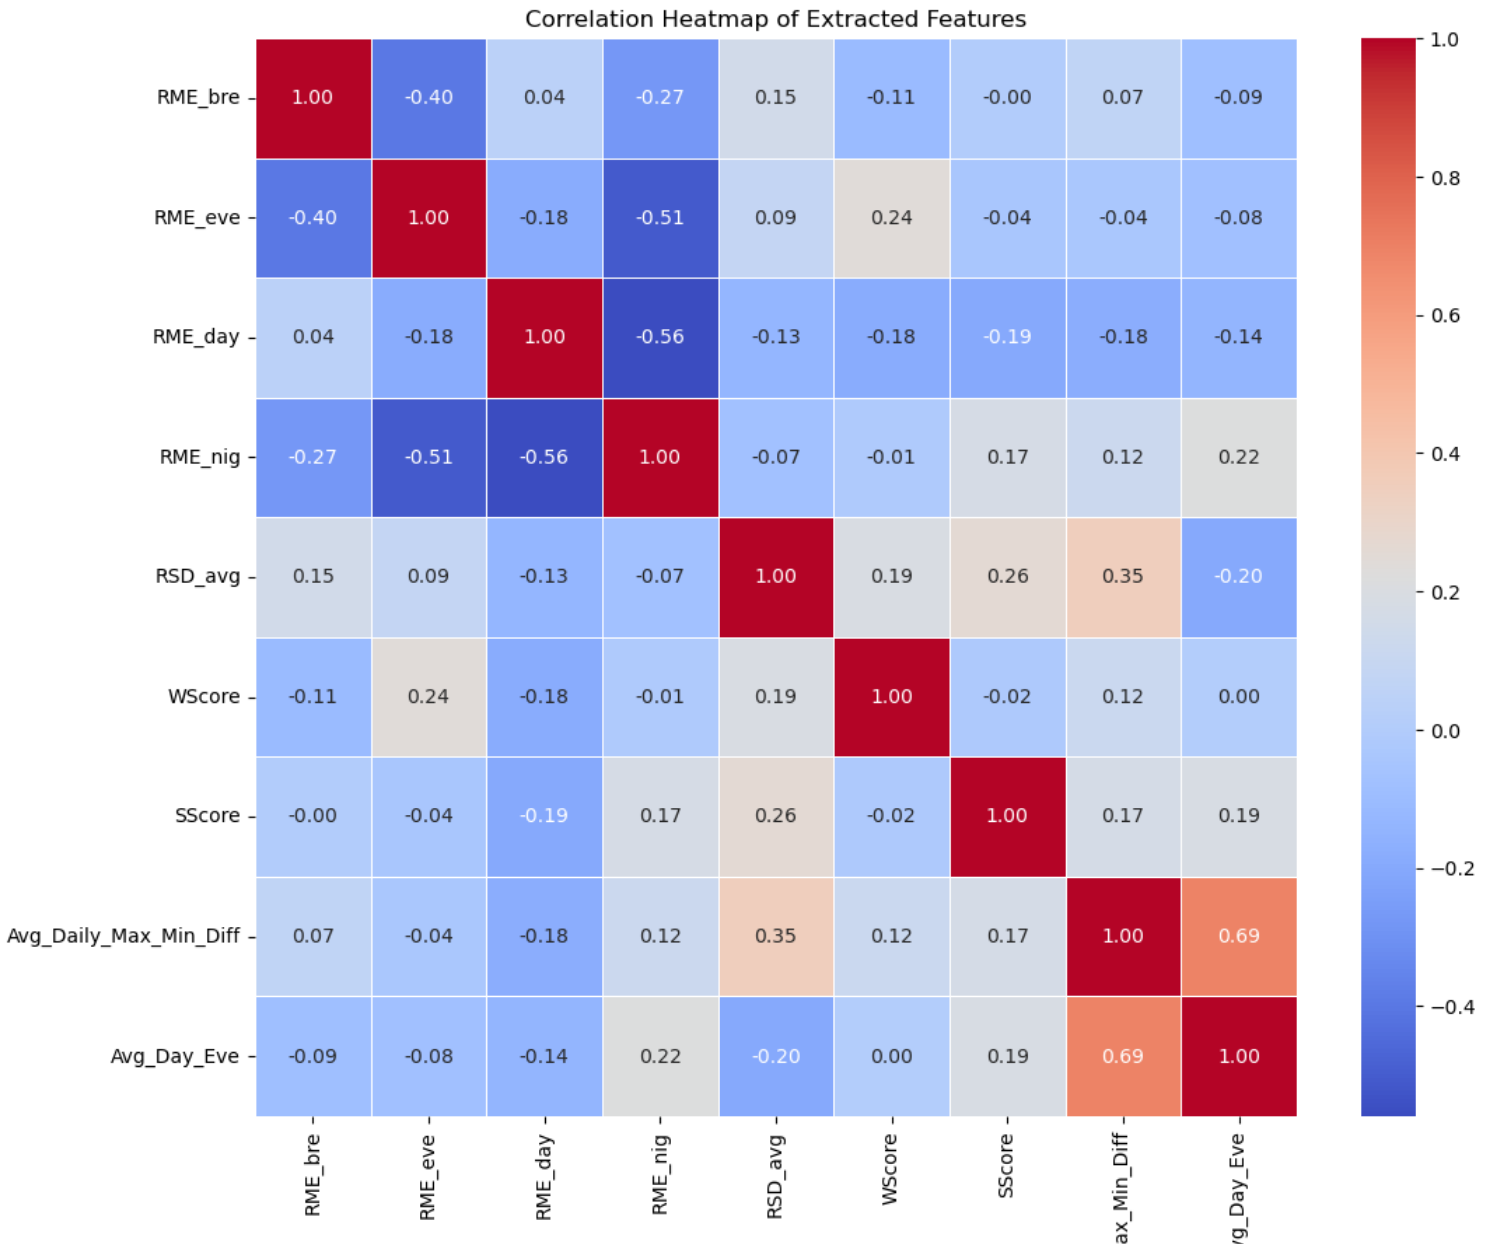 Correlation Heatmap of Extracted Features
RME_bre 1.00 -0.40 0.04 -0.27 0.15 -0.11 -0.00 0.07 -0.09
RME_eve -0.40 1.00 -0.18 -0.51 0.09 0.24 -0.04 -0.04 -0.08
RME_day 0.04 -0.18 1.00 -0.56 -0.13 -0.18 -0.19 -0.18 -0.14
RME_nig -0.27 -0.51 -0.56 1.00 -0.07 -0.01 0.17 0.12 0.22
RSD_avg 0.15 0.09 -0.13 -0.07 1.00 0.19 0.26 0.35 -0.20
WScore -0.11 0.24 -0.18 -0.01 0.19 1.00 -0.02 0.12 0.00
SScore -0.00 -0.04 -0.19 0.17 0.26 -0.02 1.00 0.17 0.19
Avg_Daily_Max_Min_Diff 0.07 -0.04 -0.18 0.12 0.35 0.12 0.17 1.00 0.69
Avg_Day_Eve -0.09 -0.08 -0.14 0.22 -0.20 0.00 0.19 0.69 1.00
RME_bre
RME_eve
RME_day
RME_nig
RSD_avg
WScore
SScore
ax_Min_Diff
vg_Day_Eve
1.0
0.8
0.6
0.4
0.2
0.0
−0.2
−0.4